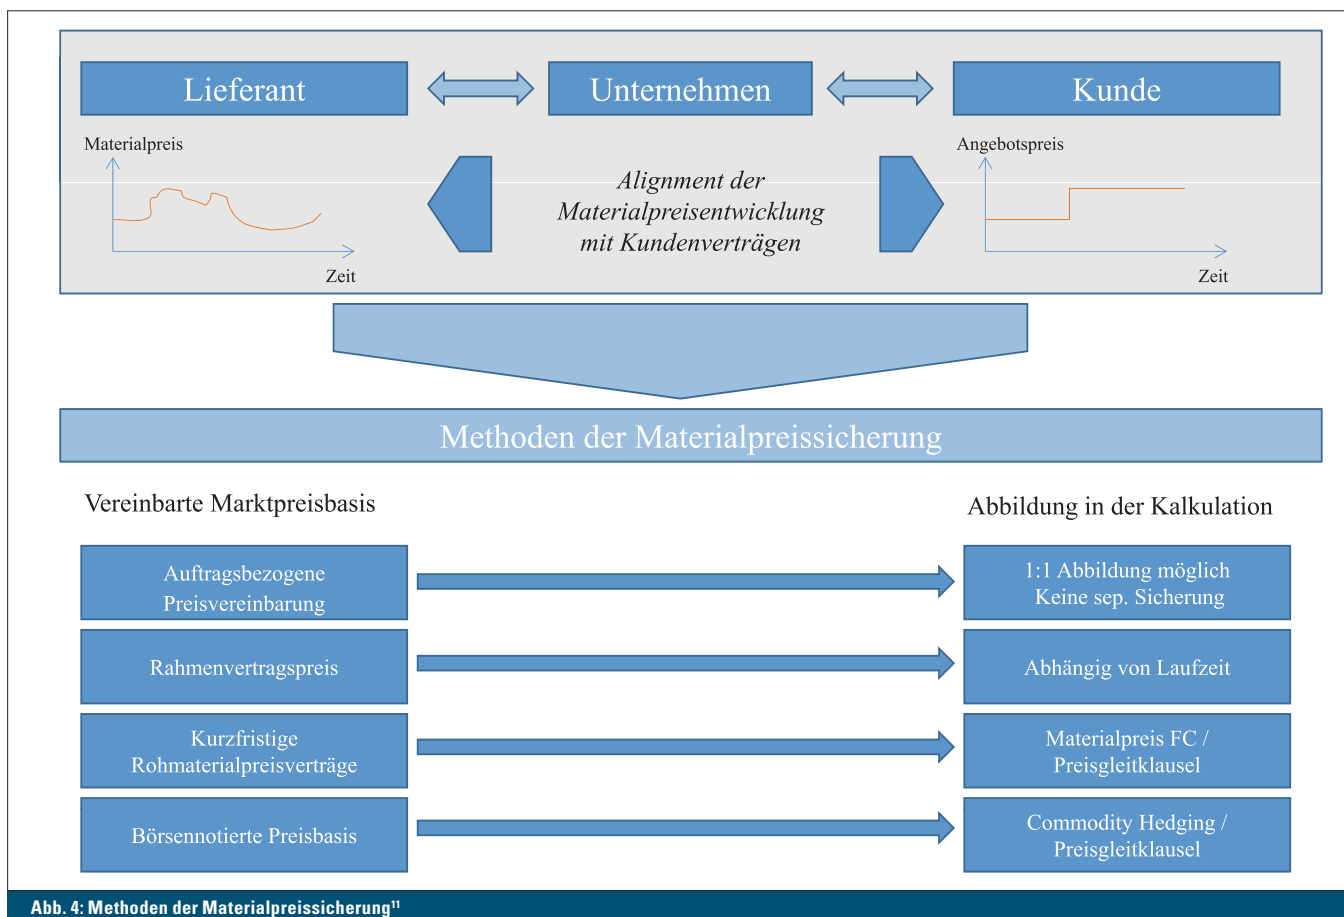 Lieferant
Unternehmen
Kunde
Materialpreis
Zeit
Alignment der
Materialpreisentwicklung
mit Kundenverträgen
Angebotspreis
Zeit
Methoden der Materialpreissicherung
Vereinbarte Marktpreisbasis
Abbildung in der Kalkulation
Auftragsbezogene
Preisvereinbarung
1:1 Abbildung möglich
Keine sep. Sicherung
Rahmenvertragspreis
Abhängig von Laufzeit
Kurzfristige
Rohmaterialpreisverträge
Materialpreis FC /
Preisgleitklausel
Börsennotierte Preisbasis
Commodity Hedging /
Preisgleitklausel
Abb. 4: Methoden der Materialpreissicherung¹¹